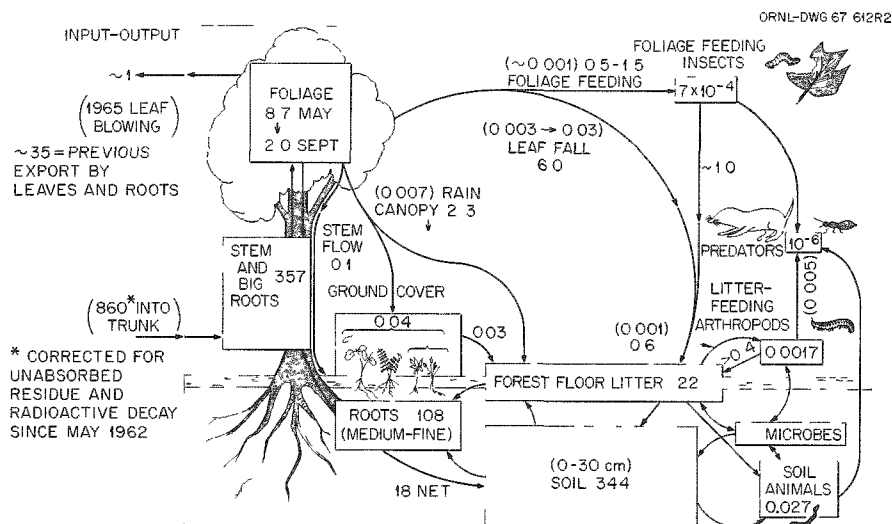 ORNL-DWG 67 612R2
INPUT-OUTPUT
~1
(1965 LEAF
BLOWING)
~35=PREVIOUS
EXPORT BY
LEAVES AND ROOTS
FOLIAGE
8 7 MAY
2 0 SEPT
(~0 001) 0 5-1 5
FOLIAGE FEEDING
FOLIAGE FEEDING
INSECTS
7×10-4
(0 003 → 0 03)
LEAF FALL
6 0
~1 0
(0 007) RAIN
CANOPY 2 3
STEM
FLOW
0 1
STEM
AND
BIG
ROOTS
357
GROUND COVER
0 04
0 03
PREDATORS
10-6
(0 005)
LITTER-
FEEDING
ARTHROPODS
0 0017
>0 4
(0 001)
0 6
(860* INTO
TRUNK)
* CORRECTED FOR
UNABSORBED
RESIDUE AND
RADIOACTIVE DECAY
SINCE MAY 1962
FOREST FLOOR LITTER 22
ROOTS 108
(MEDIUM-FINE)
MICROBES
(0-30 cm)
SOIL 344
SOIL
ANIMALS
0.027
18 NET